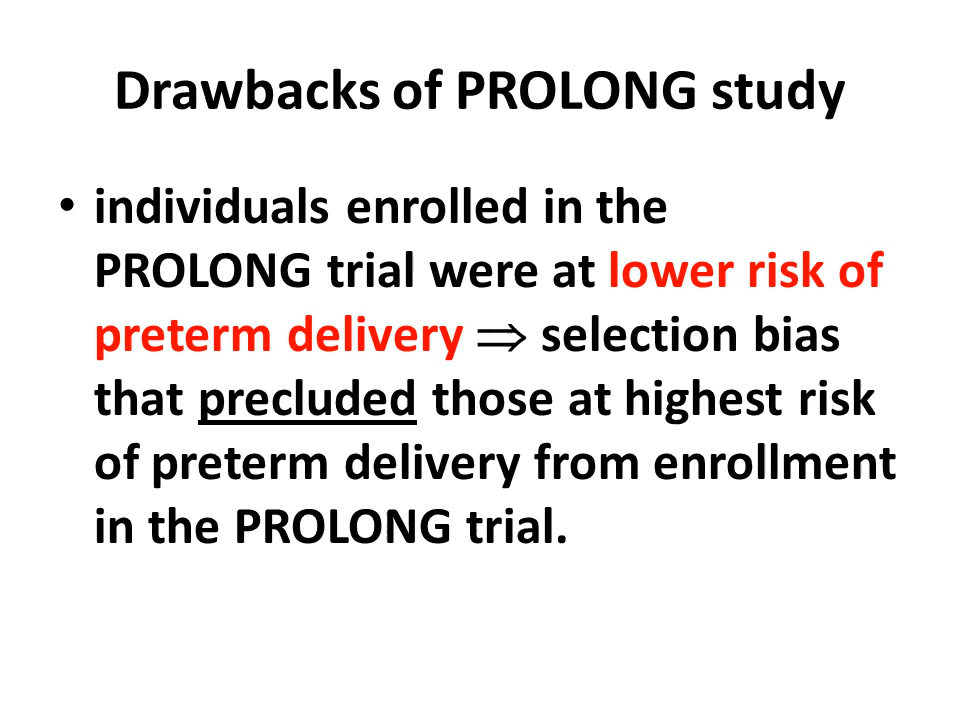 Drawbacks of PROLONG study
• individuals enrolled in the
PROLONG trial were at lower risk of
preterm delivery ⇒ selection bias
that precluded those at highest risk
of preterm delivery from enrollment
in the PROLONG trial.